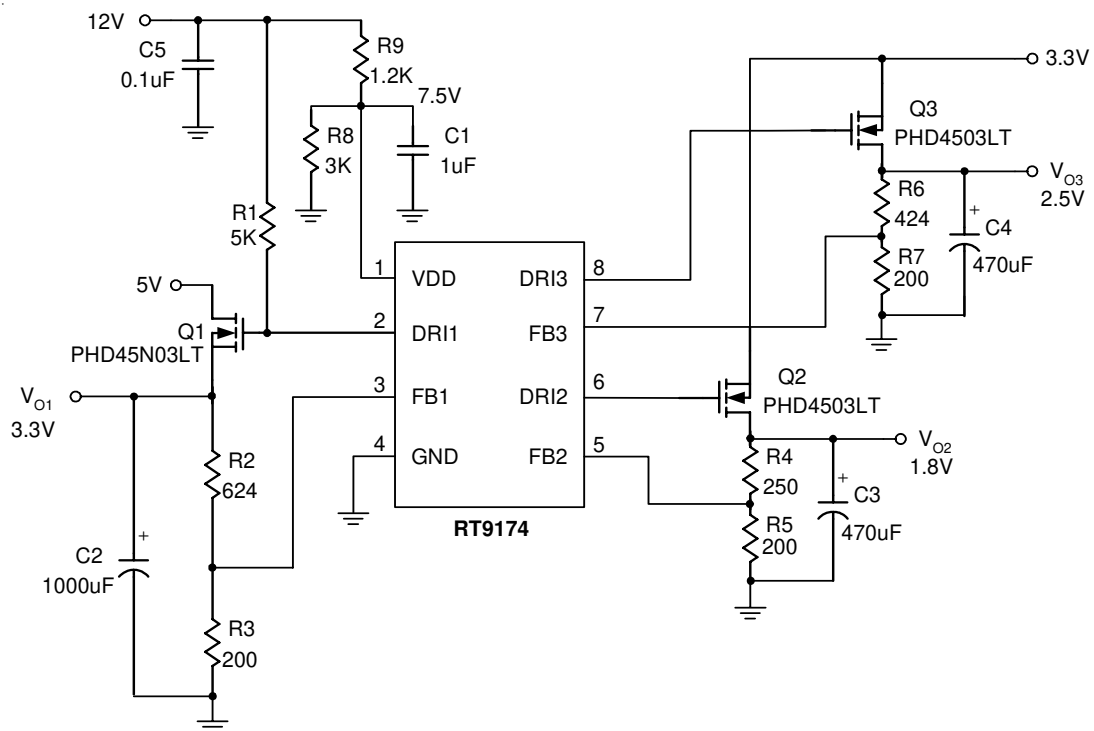 12V
C5
0.1uF
R9
1.2K
7.5V
R8
3K
C1
1uF
R1
5K
5V
Q1
PHD45N03LT
VO1
3.3V
R2
624
C2
+
1000uF
R3
200
1
VDD
2
DRI1
3
FB1
4
GND
DRI3
8
FB3
7
DRI2
6
FB2
5
RT9174
3.3V
Q3
PHD4503LT
VO3
2.5V
R6
424
+
C4
470uF
R7
200
Q2
PHD4503LT
VO2
1.8V
R4
250
+
C3
470uF
R5
200